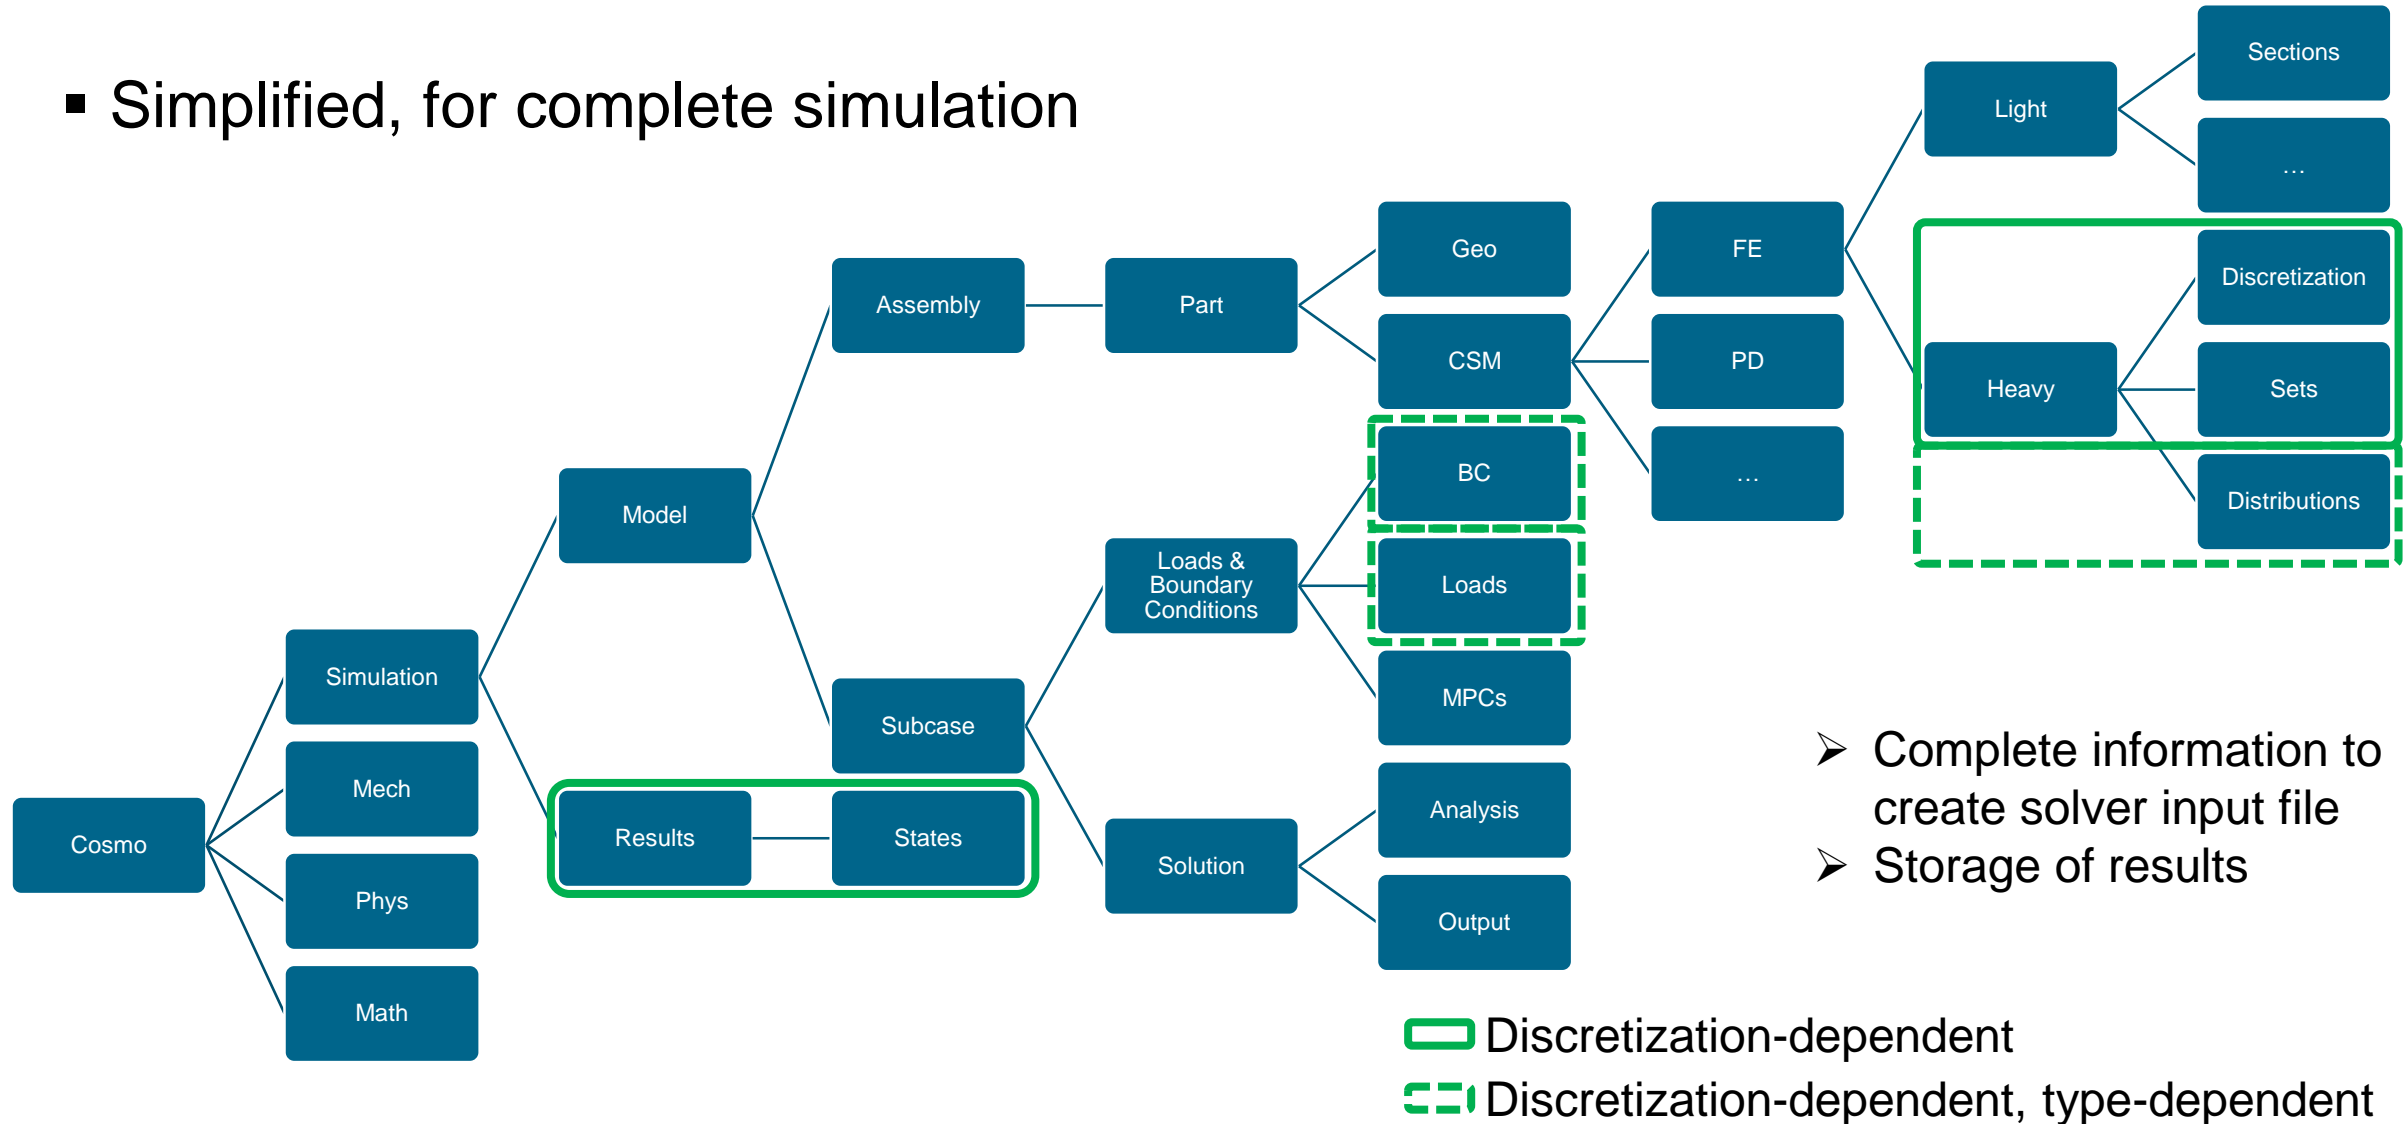 ▪ Simplified, for complete simulation
Sections
Light
…
Geo
FE
Discretization
Assembly
Part
CSM
PD
Heavy
Sets
BC
…
Distributions
Model
Loads &
Boundary
Conditions
Loads
Simulation
MPCs
Subcase
Mech
Results
States
Analysis
Cosmo
Solution
Phys
Output
Math
➢ Complete information to
create solver input file
➢ Storage of results
Discretization-dependent
Discretization-dependent, type-dependent